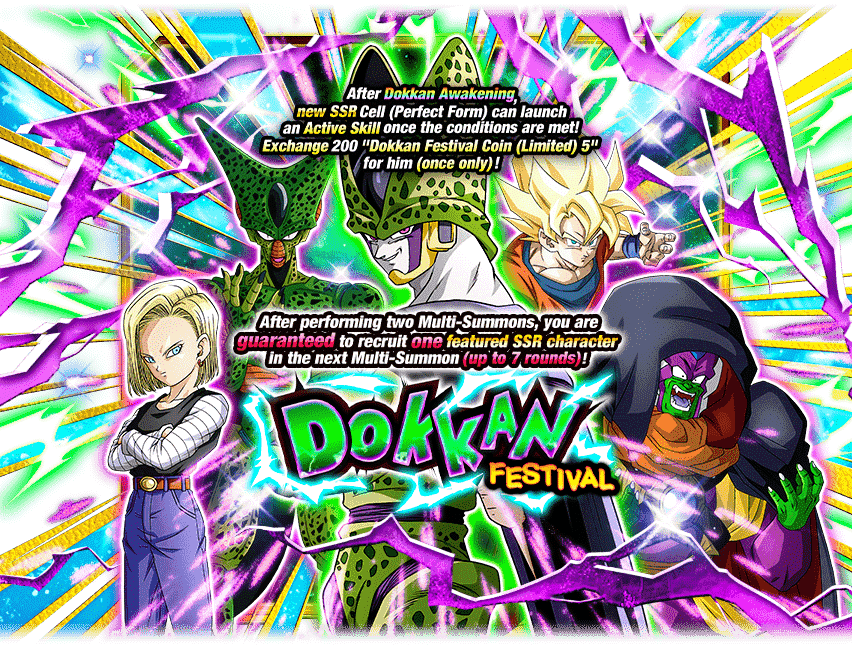 After Dokkan Awakening,
new SSR Cell (Perfect Form) can launch
an Active Skill once the conditions are met!
Exchange 200 "Dokkan Festival Coin (Limited) 5"
for him (once only)!
After performing two Multi-Summons, you are
guaranteed to recruit one featured SSR character
in the next Multi-Summon (up to 7 rounds)!
DOKKAN
FESTIVAL